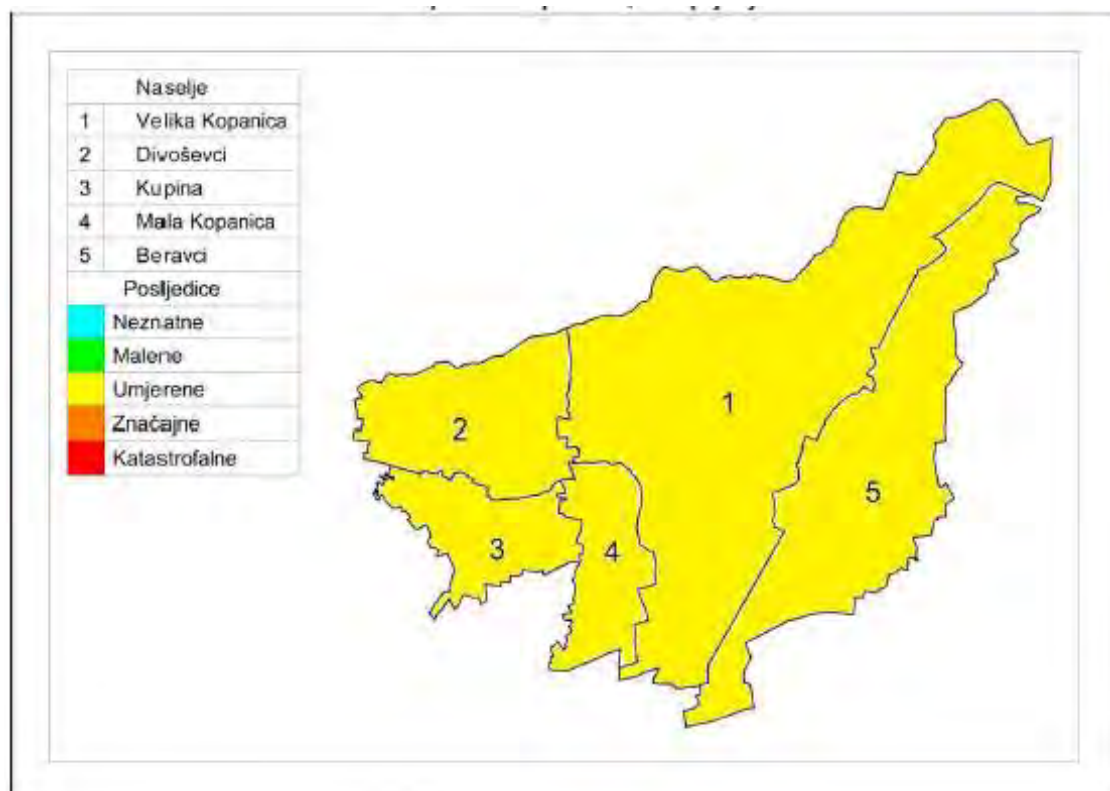 Naselje
1 Velika Kopanica
2 Divoševci
3 Kupina
4 Mala Kopanica
5 Beravci
Posljedice
Neznatne
Malene
Umjerene
Značajne
Katastrofalne
1
2
5
3
4